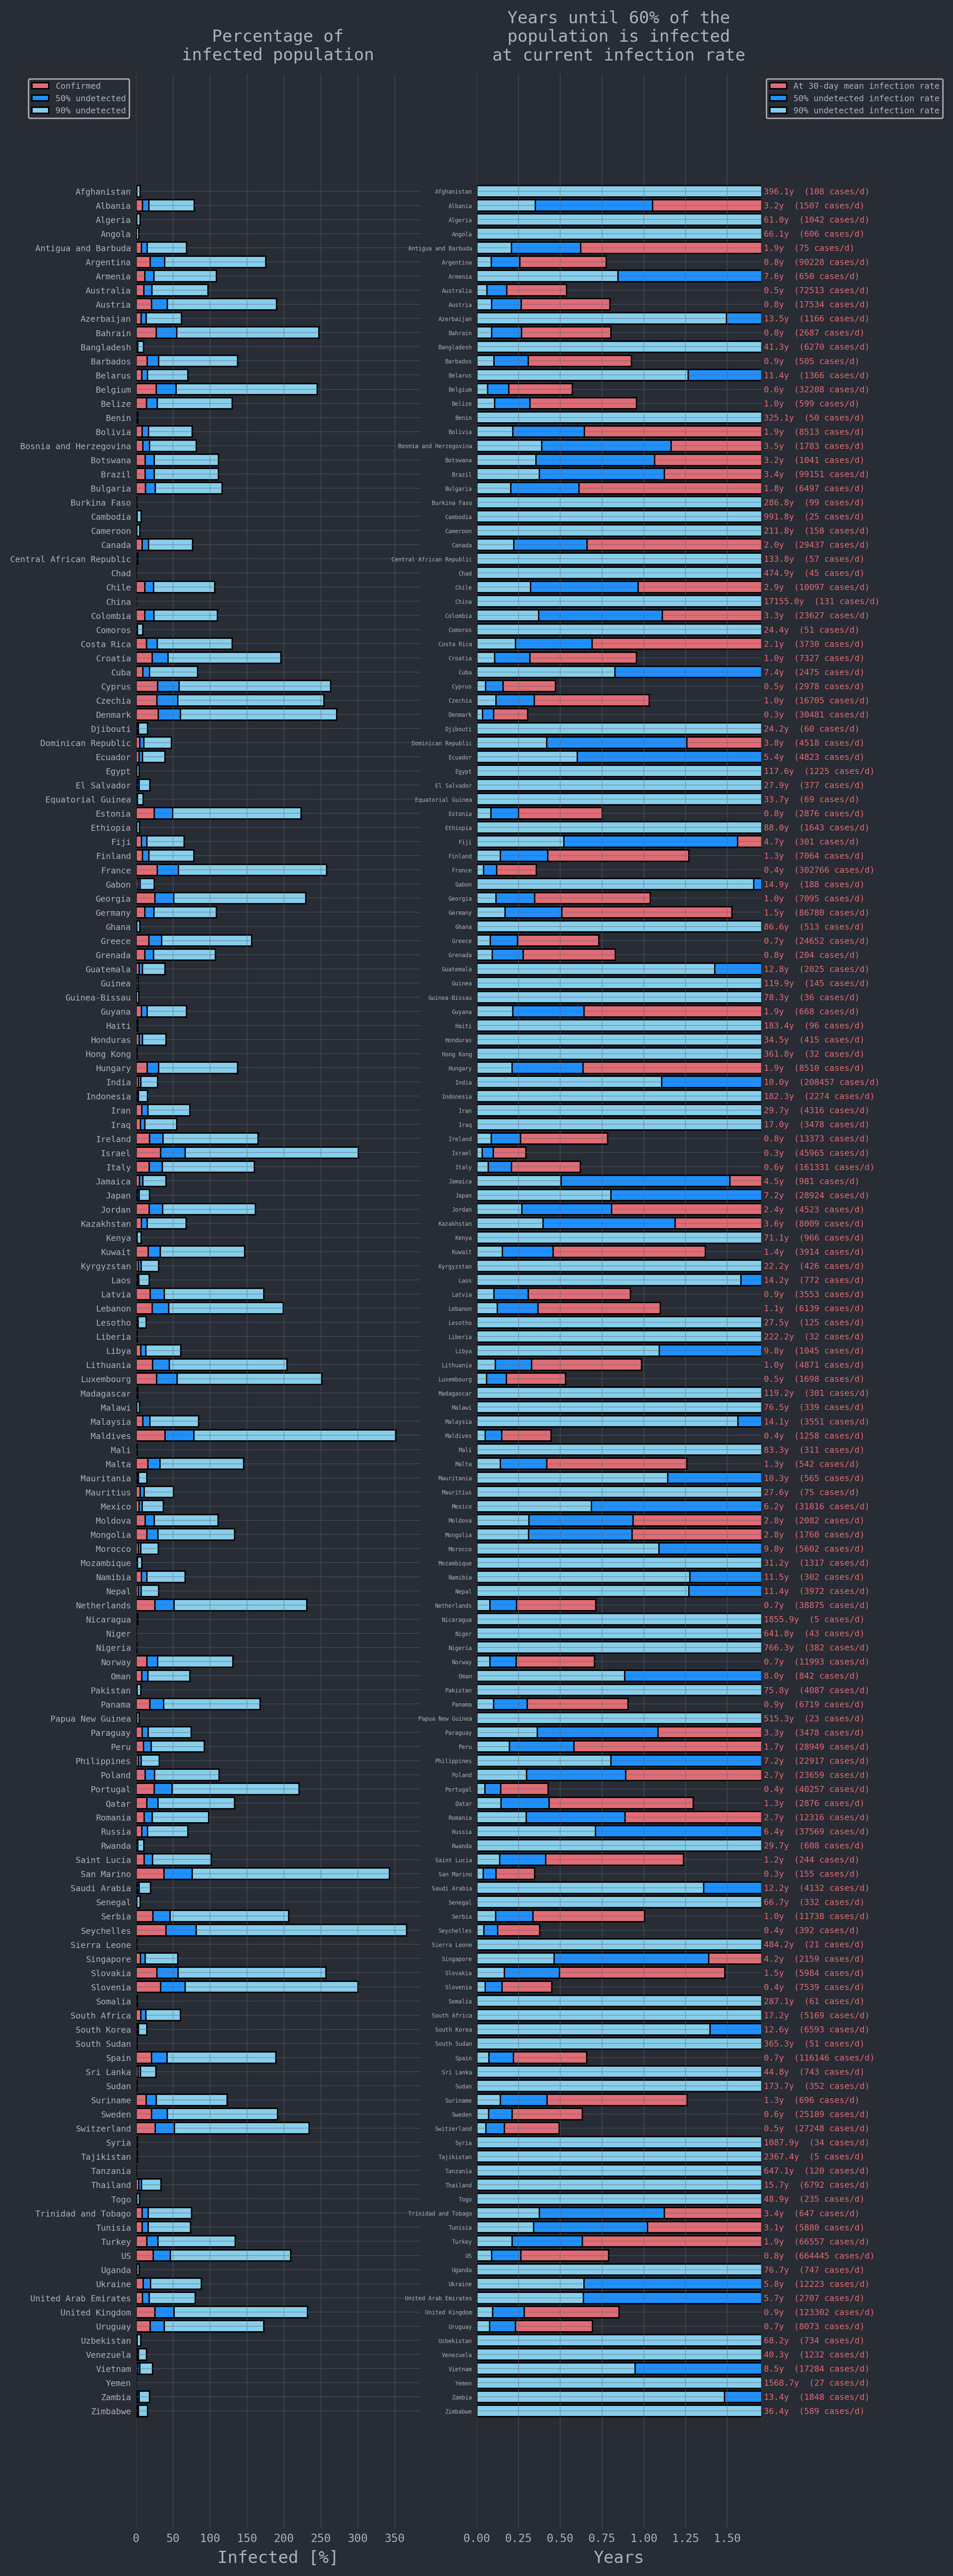 Percentage of
infected population
Years until 60% of the
population is infected
at current infection rate
Confirmed
50% undetected
90% undetected
At 30-day mean infection rate
50% undetected infection rate
90% undetected infection rate
Afghanistan Afghanistan 396.1y (108 cases/d)
Albania Albania 3.2y (1507 cases/d)
Algeria Algeria 61.0y (1042 cases/d)
Angola Angola 66.1y (606 cases/d)
Antigua and Barbuda Antigua and Barbuda 1.9y (75 cases/d)
Argentina Argentina 0.8y (90228 cases/d)
Armenia Armenia 7.6y (650 cases/d)
Australia Australia 0.5y (72513 cases/d)
Austria Austria 0.8y (17534 cases/d)
Azerbaijan Azerbaijan 13.5y (1166 cases/d)
Bahrain Bahrain 0.8y (2687 cases/d)
Bangladesh Bangladesh 41.3y (6270 cases/d)
Barbados Barbados 0.9y (505 cases/d)
Belarus Belarus 11.4y (1366 cases/d)
Belgium Belgium 0.6y (32208 cases/d)
Belize Belize 1.0y (599 cases/d)
Benin Benin 325.1y (50 cases/d)
Bolivia Bolivia 1.9y (8513 cases/d)
Bosnia and Herzegovina Bosnia and Herzegovina 3.5y (1783 cases/d)
Botswana Botswana 3.2y (1041 cases/d)
Brazil Brazil 3.4y (99151 cases/d)
Bulgaria Bulgaria 1.8y (6497 cases/d)
Burkina Faso Burkina Faso 286.8y (99 cases/d)
Cambodia Cambodia 991.8y (25 cases/d)
Cameroon Cameroon 211.8y (158 cases/d)
Canada Canada 2.0y (29437 cases/d)
Central African Republic Central African Republic 133.8y (57 cases/d)
Chad Chad 474.9y (45 cases/d)
Chile Chile 2.9y (10097 cases/d)
China China 17155.0y (131 cases/d)
Colombia Colombia 3.3y (23627 cases/d)
Comoros Comoros 24.4y (51 cases/d)
Costa Rica Costa Rica 2.1y (3730 cases/d)
Croatia Croatia 1.0y (7327 cases/d)
Cuba Cuba 7.4y (2475 cases/d)
Cyprus Cyprus 0.5y (2978 cases/d)
Czechia Czechia 1.0y (16705 cases/d)
Denmark Denmark 0.3y (30481 cases/d)
Djibouti Djibouti 24.2y (60 cases/d)
Dominican Republic Dominican Republic 3.8y (4518 cases/d)
Ecuador Ecuador 5.4y (4823 cases/d)
Egypt Egypt 117.6y (1225 cases/d)
El Salvador El Salvador 27.9y (377 cases/d)
Equatorial Guinea Equatorial Guinea 33.7y (69 cases/d)
Estonia Estonia 0.8y (2876 cases/d)
Ethiopia Ethiopia 88.0y (1643 cases/d)
Fiji Fiji 4.7y (301 cases/d)
Finland Finland 1.3y (7064 cases/d)
France France 0.4y (302766 cases/d)
Gabon Gabon 14.9y (188 cases/d)
Georgia Georgia 1.0y (7095 cases/d)
Germany Germany 1.5y (86780 cases/d)
Ghana Ghana 86.6y (513 cases/d)
Greece Greece 0.7y (24652 cases/d)
Grenada Grenada 0.8y (204 cases/d)
Guatemala Guatemala 12.8y (2025 cases/d)
Guinea Guinea 119.9y (145 cases/d)
Guinea-Bissau Guinea-Bissau 78.3y (36 cases/d)
Guyana Guyana 1.9y (668 cases/d)
Haiti Haiti 183.4y (96 cases/d)
Honduras Honduras 34.5y (415 cases/d)
Hong Kong Hong Kong 361.8y (32 cases/d)
Hungary Hungary 1.9y (8510 cases/d)
India India 10.0y (208457 cases/d)
Indonesia Indonesia 182.3y (2274 cases/d)
Iran Iran 29.7y (4316 cases/d)
Iraq Iraq 17.0y (3478 cases/d)
Ireland Ireland 0.8y (13373 cases/d)
Israel Israel 0.3y (45965 cases/d)
Italy Italy 0.6y (161331 cases/d)
Jamaica Jamaica 4.5y (981 cases/d)
Japan Japan 7.2y (28924 cases/d)
Jordan Jordan 2.4y (4523 cases/d)
Kazakhstan Kazakhstan 3.6y (8009 cases/d)
Kenya Kenya 71.1y (966 cases/d)
Kuwait Kuwait 1.4y (3914 cases/d)
Kyrgyzstan Kyrgyzstan 22.2y (426 cases/d)
Laos Laos 14.2y (772 cases/d)
Latvia Latvia 0.9y (3553 cases/d)
Lebanon Lebanon 1.1y (6139 cases/d)
Lesotho Lesotho 27.5y (125 cases/d)
Liberia Liberia 222.2y (32 cases/d)
Libya Libya 9.8y (1045 cases/d)
Lithuania Lithuania 1.0y (4871 cases/d)
Luxembourg Luxembourg 0.5y (1698 cases/d)
Madagascar Madagascar 119.2y (301 cases/d)
Malawi Malawi 76.5y (339 cases/d)
Malaysia Malaysia 14.1y (3551 cases/d)
Maldives Maldives 0.4y (1258 cases/d)
Mali Mali 83.3y (311 cases/d)
Malta Malta 1.3y (542 cases/d)
Mauritania Mauritania 10.3y (565 cases/d)
Mauritius Mauritius 27.6y (75 cases/d)
Mexico Mexico 6.2y (31816 cases/d)
Moldova Moldova 2.8y (2082 cases/d)
Mongolia Mongolia 2.8y (1760 cases/d)
Morocco Morocco 9.8y (5602 cases/d)
Mozambique Mozambique 31.2y (1317 cases/d)
Namibia Namibia 11.5y (302 cases/d)
Nepal Nepal 11.4y (3972 cases/d)
Netherlands Netherlands 0.7y (38875 cases/d)
Nicaragua Nicaragua 1855.9y (5 cases/d)
Niger Niger 641.8y (43 cases/d)
Nigeria Nigeria 766.3y (382 cases/d)
Norway Norway 0.7y (11993 cases/d)
Oman Oman 8.0y (842 cases/d)
Pakistan Pakistan 75.8y (4087 cases/d)
Panama Panama 0.9y (6719 cases/d)
Papua New Guinea Papua New Guinea 515.3y (23 cases/d)
Paraguay Paraguay 3.3y (3478 cases/d)
Peru Peru 1.7y (28949 cases/d)
Philippines Philippines 7.2y (22917 cases/d)
Poland Poland 2.7y (23659 cases/d)
Portugal Portugal 0.4y (40257 cases/d)
Qatar Qatar 1.3y (2876 cases/d)
Romania Romania 2.7y (12316 cases/d)
Russia Russia 6.4y (37569 cases/d)
Rwanda Rwanda 29.7y (608 cases/d)
Saint Lucia Saint Lucia 1.2y (244 cases/d)
San Marino San Marino 0.3y (155 cases/d)
Saudi Arabia Saudi Arabia 12.2y (4132 cases/d)
Senegal Senegal 66.7y (332 cases/d)
Serbia Serbia 1.0y (11738 cases/d)
Seychelles Seychelles 0.4y (392 cases/d)
Sierra Leone Sierra Leone 484.2y (21 cases/d)
Singapore Singapore 4.2y (2159 cases/d)
Slovakia Slovakia 1.5y (5984 cases/d)
Slovenia Slovenia 0.4y (7539 cases/d)
Somalia Somalia 287.1y (61 cases/d)
South Africa South Africa 17.2y (5169 cases/d)
South Korea South Korea 12.6y (6593 cases/d)
South Sudan South Sudan 365.3y (51 cases/d)
Spain Spain 0.7y (116146 cases/d)
Sri Lanka Sri Lanka 44.8y (743 cases/d)
Sudan Sudan 173.7y (352 cases/d)
Suriname Suriname 1.3y (696 cases/d)
Sweden Sweden 0.6y (25189 cases/d)
Switzerland Switzerland 0.5y (27248 cases/d)
Syria Syria 1087.9y (34 cases/d)
Tajikistan Tajikistan 2367.4y (5 cases/d)
Tanzania Tanzania 647.1y (120 cases/d)
Thailand Thailand 15.7y (6792 cases/d)
Togo Togo 48.9y (235 cases/d)
Trinidad and Tobago Trinidad and Tobago 3.4y (647 cases/d)
Tunisia Tunisia 3.1y (5880 cases/d)
Turkey Turkey 1.9y (66557 cases/d)
US US 0.8y (664445 cases/d)
Uganda Uganda 76.7y (747 cases/d)
Ukraine Ukraine 5.8y (12223 cases/d)
United Arab Emirates United Arab Emirates 5.7y (2707 cases/d)
United Kingdom United Kingdom 0.9y (123302 cases/d)
Uruguay Uruguay 0.7y (8073 cases/d)
Uzbekistan Uzbekistan 68.2y (734 cases/d)
Venezuela Venezuela 40.3y (1232 cases/d)
Vietnam Vietnam 8.5y (17284 cases/d)
Yemen Yemen 1568.7y (27 cases/d)
Zambia Zambia 13.4y (1848 cases/d)
Zimbabwe Zimbabwe 36.4y (589 cases/d)
0 50 100 150 200 250 300 350 0.00 0.25 0.50 0.75 1.00 1.25 1.50
Infected [%] Years